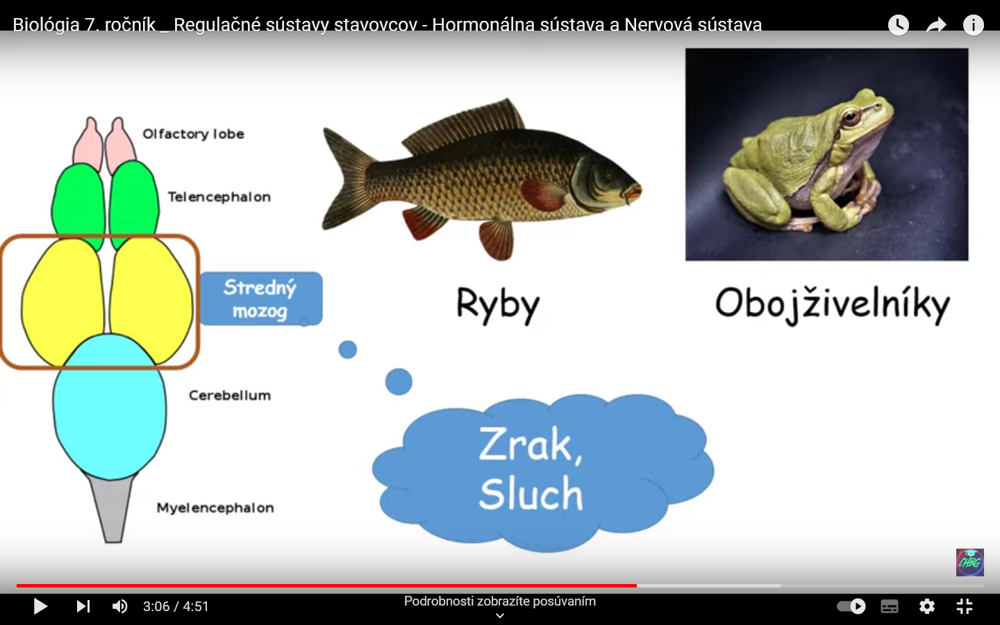 Biológia 7. ročník _ Regulačné sústavy stavovcov - Hormonálna sústava a Nervová sústava
Olfactory lobe
Telencephalon
Stredný
mozog
Ryby
Obojživelníky
Cerebellum
Zrak,
Sluch
Myelencephalon
CHBG
3:06 / 4:51
Podrobnosti zobrazíte posúvaním